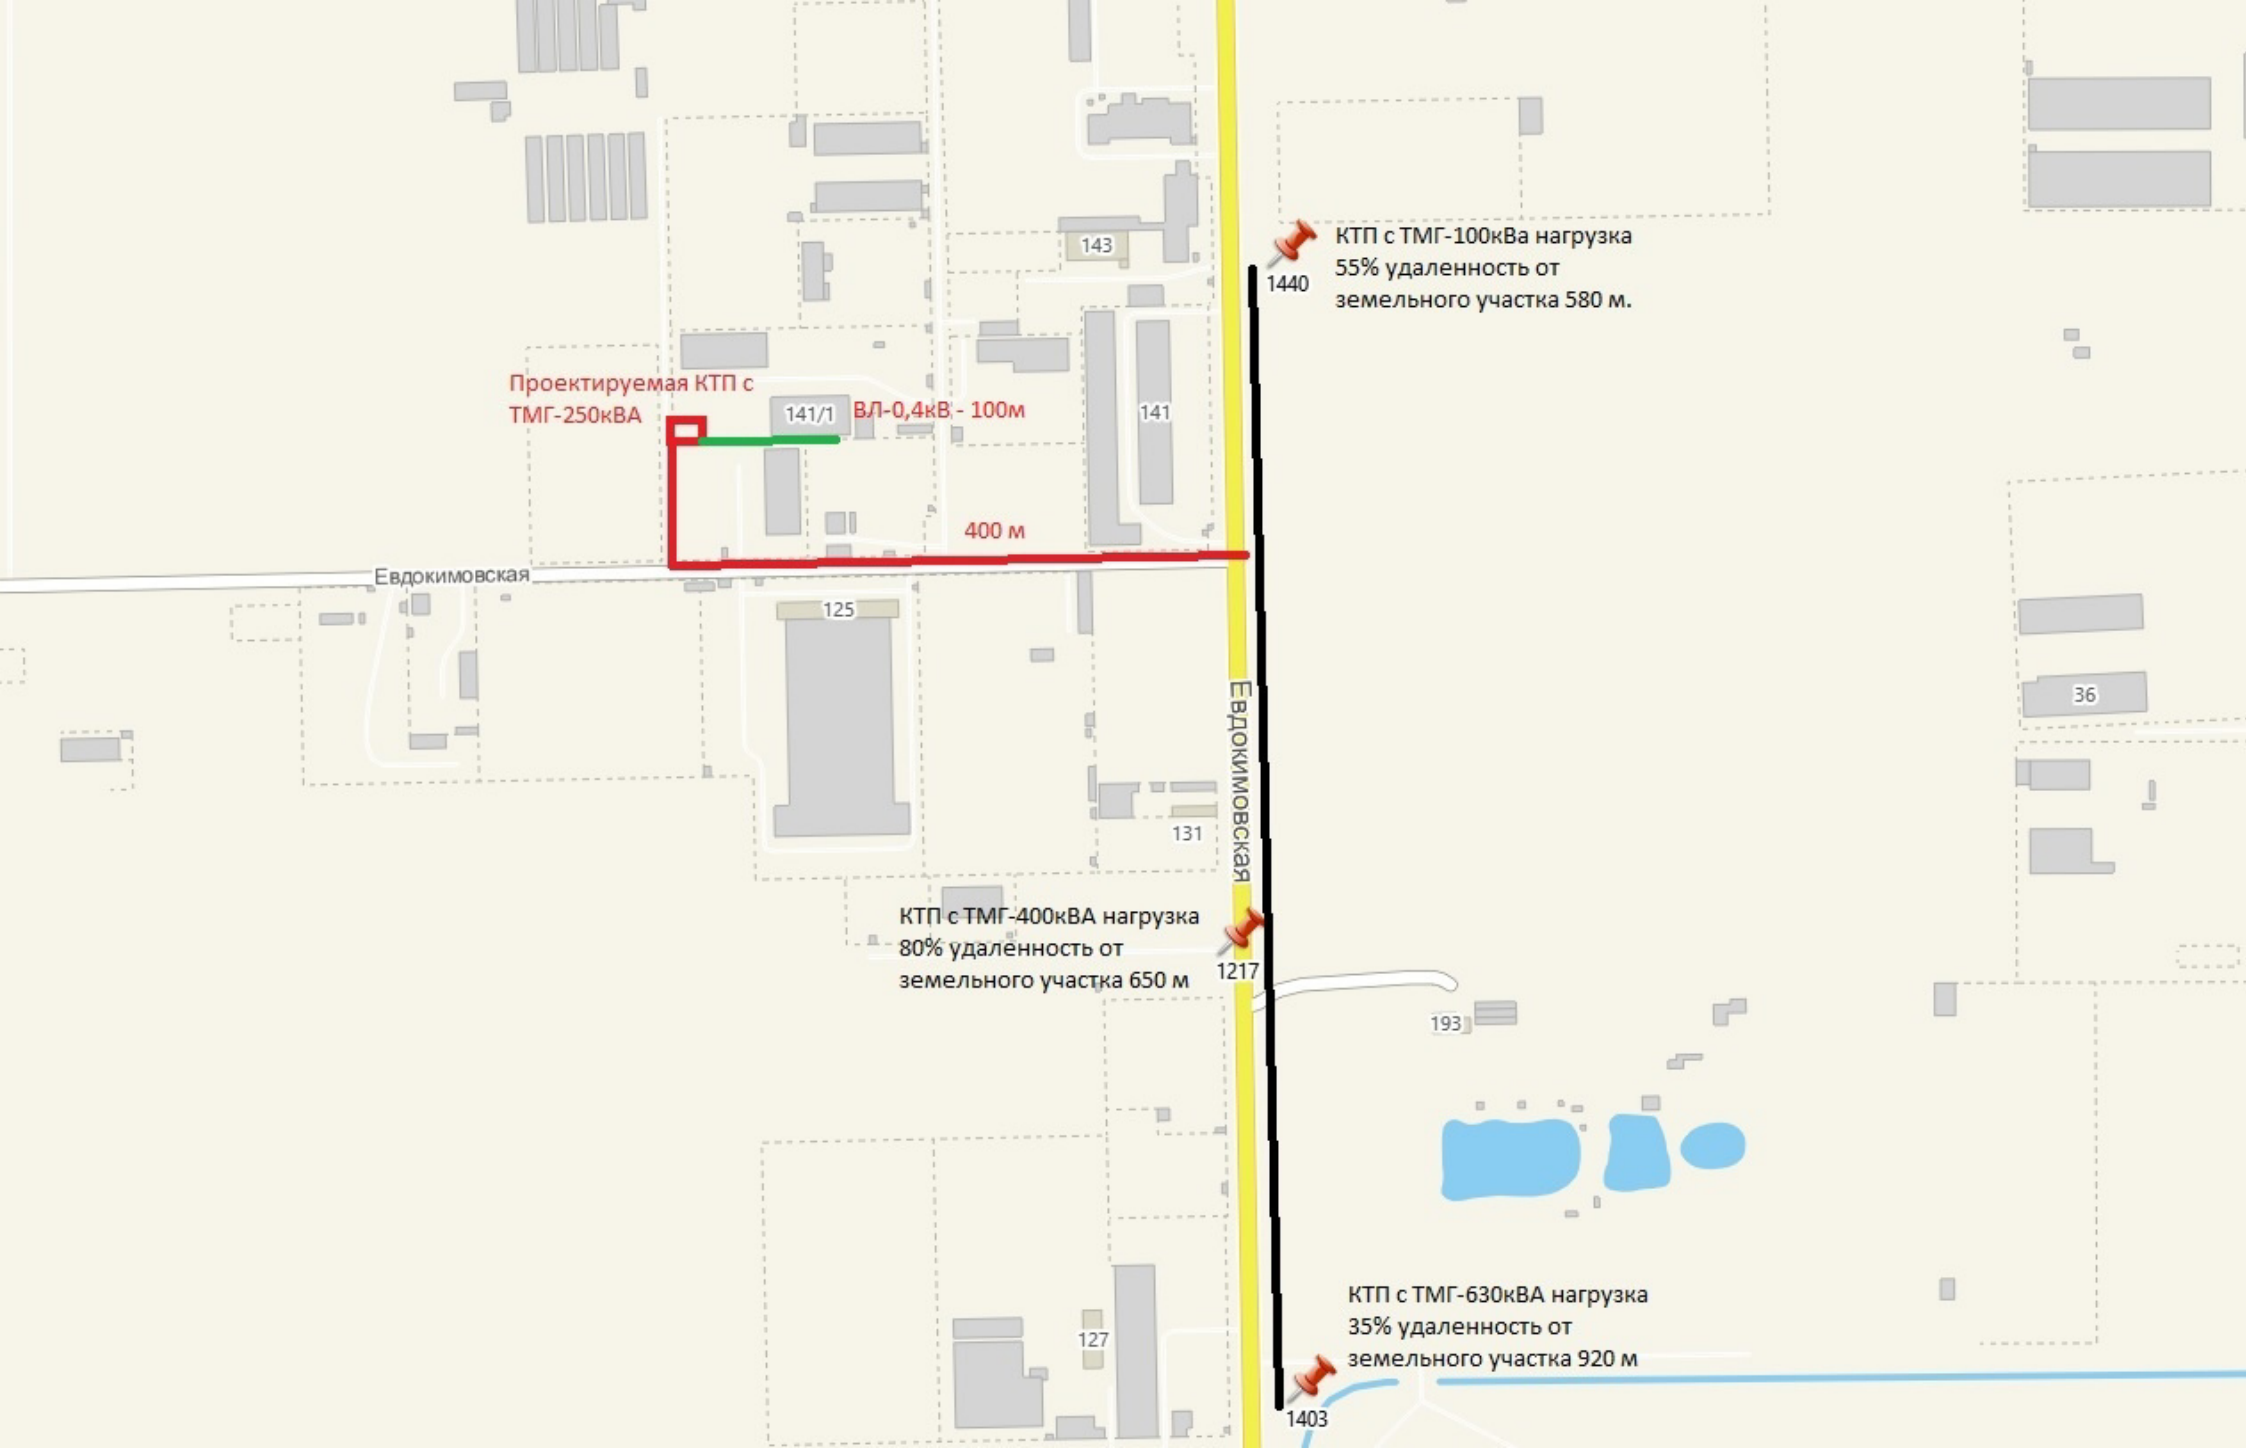 143
1440
КТП с ТМГ-100кВа нагрузка
55% удаленность от
земельного участка 580 м.
Проектируемая КТП с
ТМГ-250кВА
141/1
ВЛ-0,4кВ - 100м
141
400 м
Евдокимовская
125
Евдокимовская
36
131
КТП с ТМГ-400кВА нагрузка
80% удаленность от
земельного участка 650 м
1217
193
КТП с ТМГ-630кВА нагрузка
35% удаленность от
земельного участка 920 м
127
1403